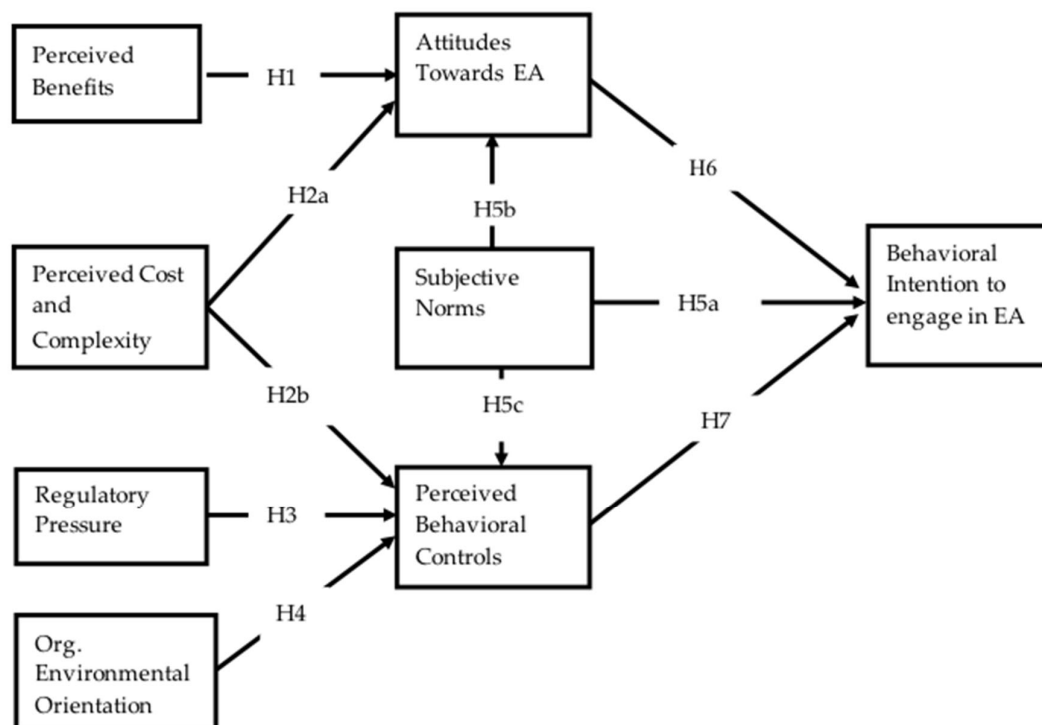 Perceived
Benefits
H1
Attitudes
Towards EA
H2a
H5b
H6
Perceived Cost
and
Complexity
Subjective
Norms
H5a
Behavioral
Intention to
engage in EA
H2b
H5c
H7
Regulatory
Pressure
H3
Perceived
Behavioral
Controls
H4
Org.
Environmental
Orientation